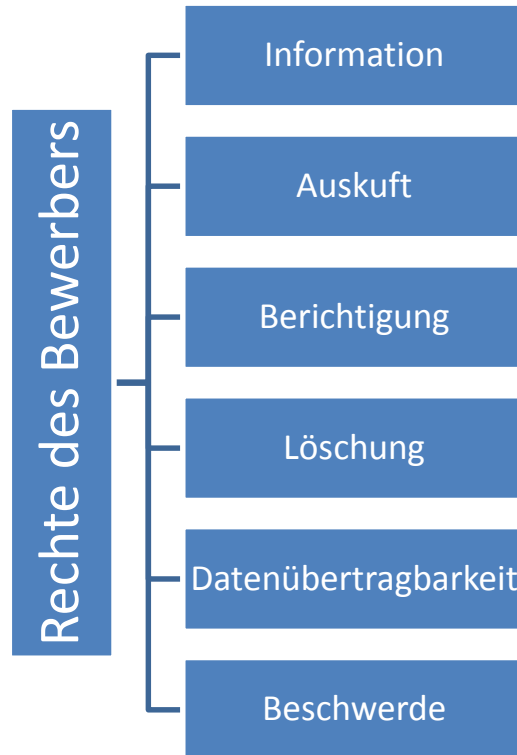 Rechte des Bewerbers
Information
Auskuft
Berichtigung
Löschung
Datenübertragbarkeit
Beschwerde